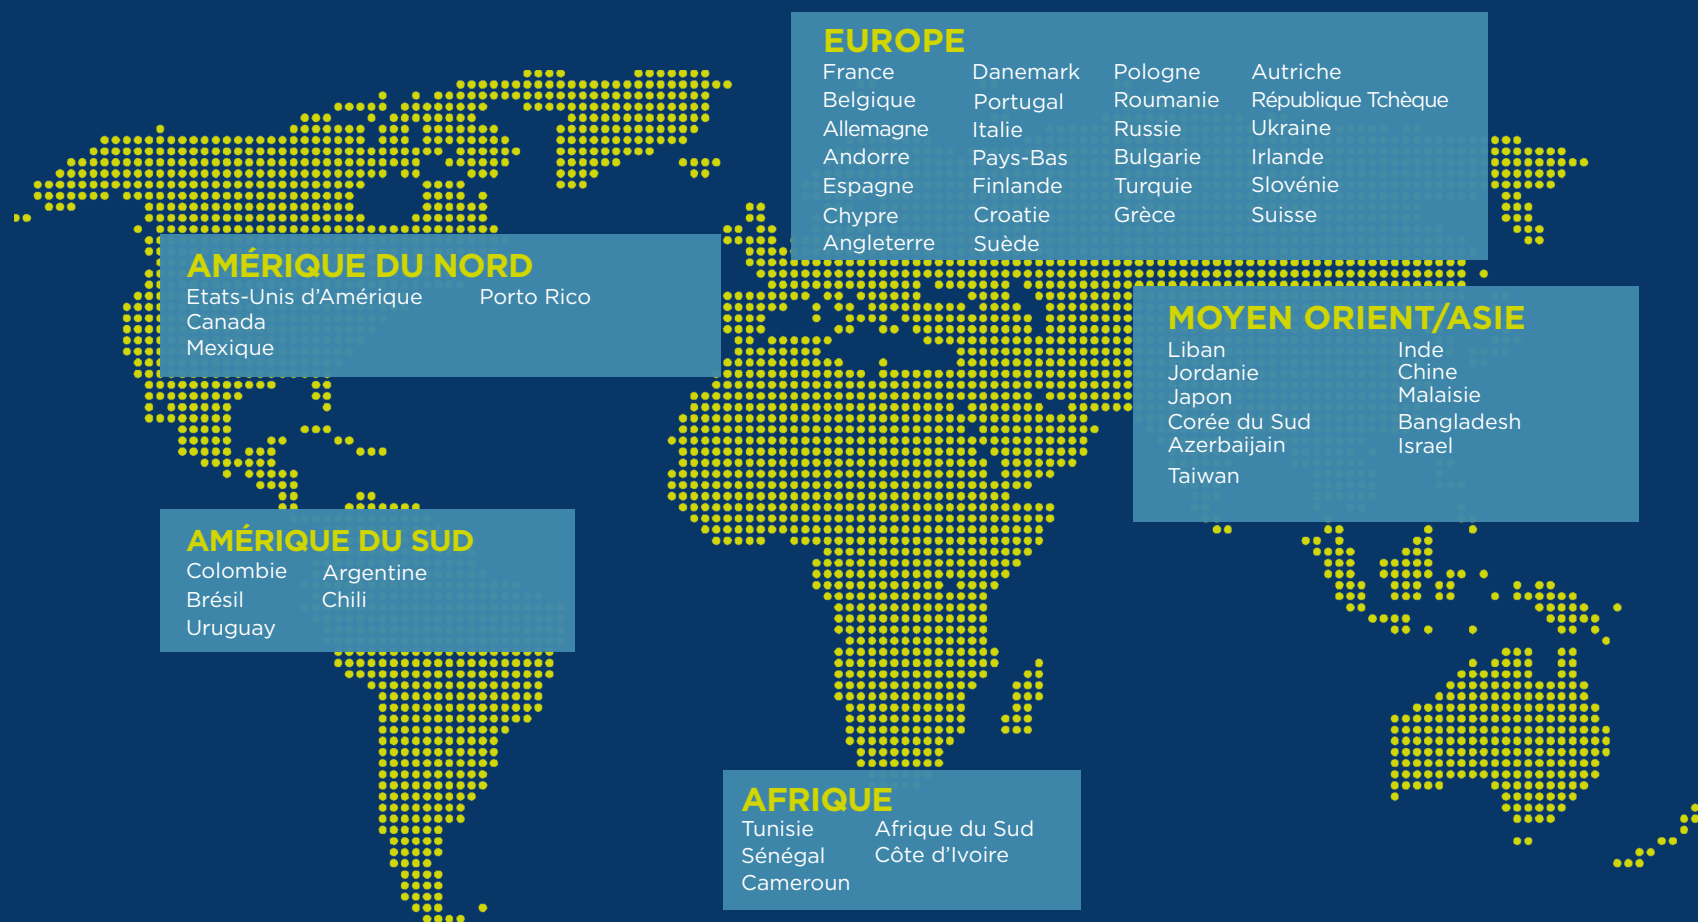 EUROPE
France
Belgique
Allemagne
Andorre
Espagne
Chypre
Angleterre
Danemark
Portugal
Italie
Pays-Bas
Finlande
Croatie
Suède
Pologne
Roumanie
Russie
Bulgarie
Turquie
Grèce
Autriche
République Tchèque
Ukraine
Irlande
Slovénie
Suisse
AMÉRIQUE DU NORD
Etats-Unis d’Amérique
Canada
Mexique
Porto Rico
MOYEN ORIENT/ASIE
Liban
Jordanie
Japon
Corée du Sud
Azerbaijain
Taiwan
Inde
Chine
Malaisie
Bangladesh
Israel
AMÉRIQUE DU SUD
Colombie
Brésil
Uruguay
Argentine
Chili
AFRIQUE
Tunisie
Sénégal
Cameroun
Afrique du Sud
Côte d’Ivoire